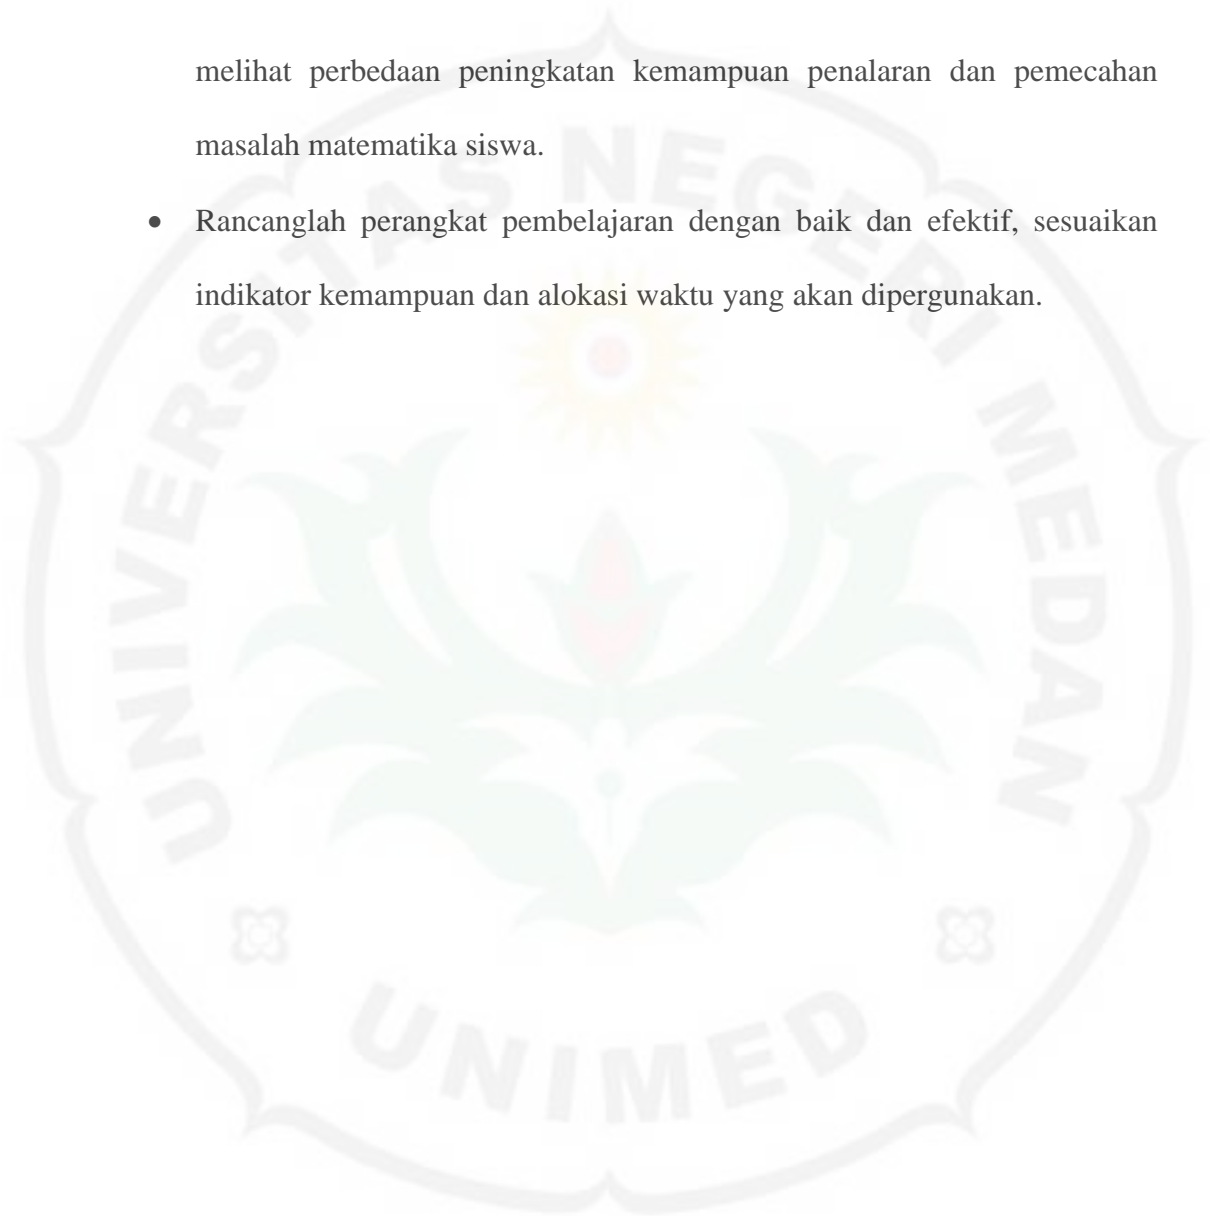 melihat perbedaan peningkatan kemampuan penalaran dan pemecahan
masalah matematika siswa.
• Rancanglah perangkat pembelajaran dengan baik dan efektif, sesuaikan
indikator kemampuan dan alokasi waktu yang akan dipergunakan.
UNIVERSITAS NEGERI MEDAN
UNIMED